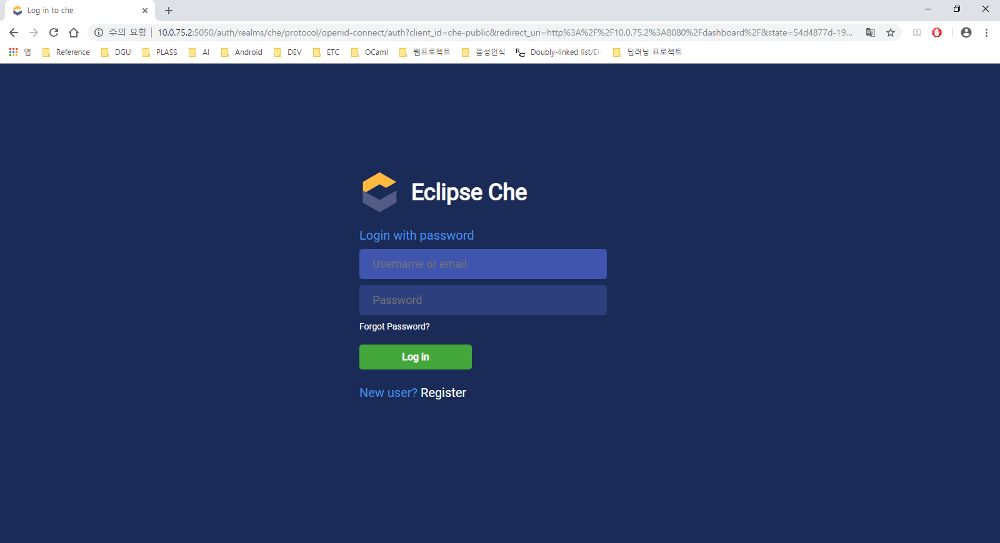 Log in to che
주의 요함 10.0.75.2:5050/auth/realms/che/protocol/openid-connect/auth?client_id=che-public&redirect_uri=http%3A%2F%2F10.0.75.2%3A8080%2Fdashboard%2F&state=54d4877d-19...
앱 Reference DGU PLASS AI Android DEV ETC OCaml 웹프로젝트 음성인식 Doubly-linked list/Ele 딥러닝 프로젝트
Eclipse Che
Login with password
Username or email
Password
Forgot Password?
Log in
New user? Register